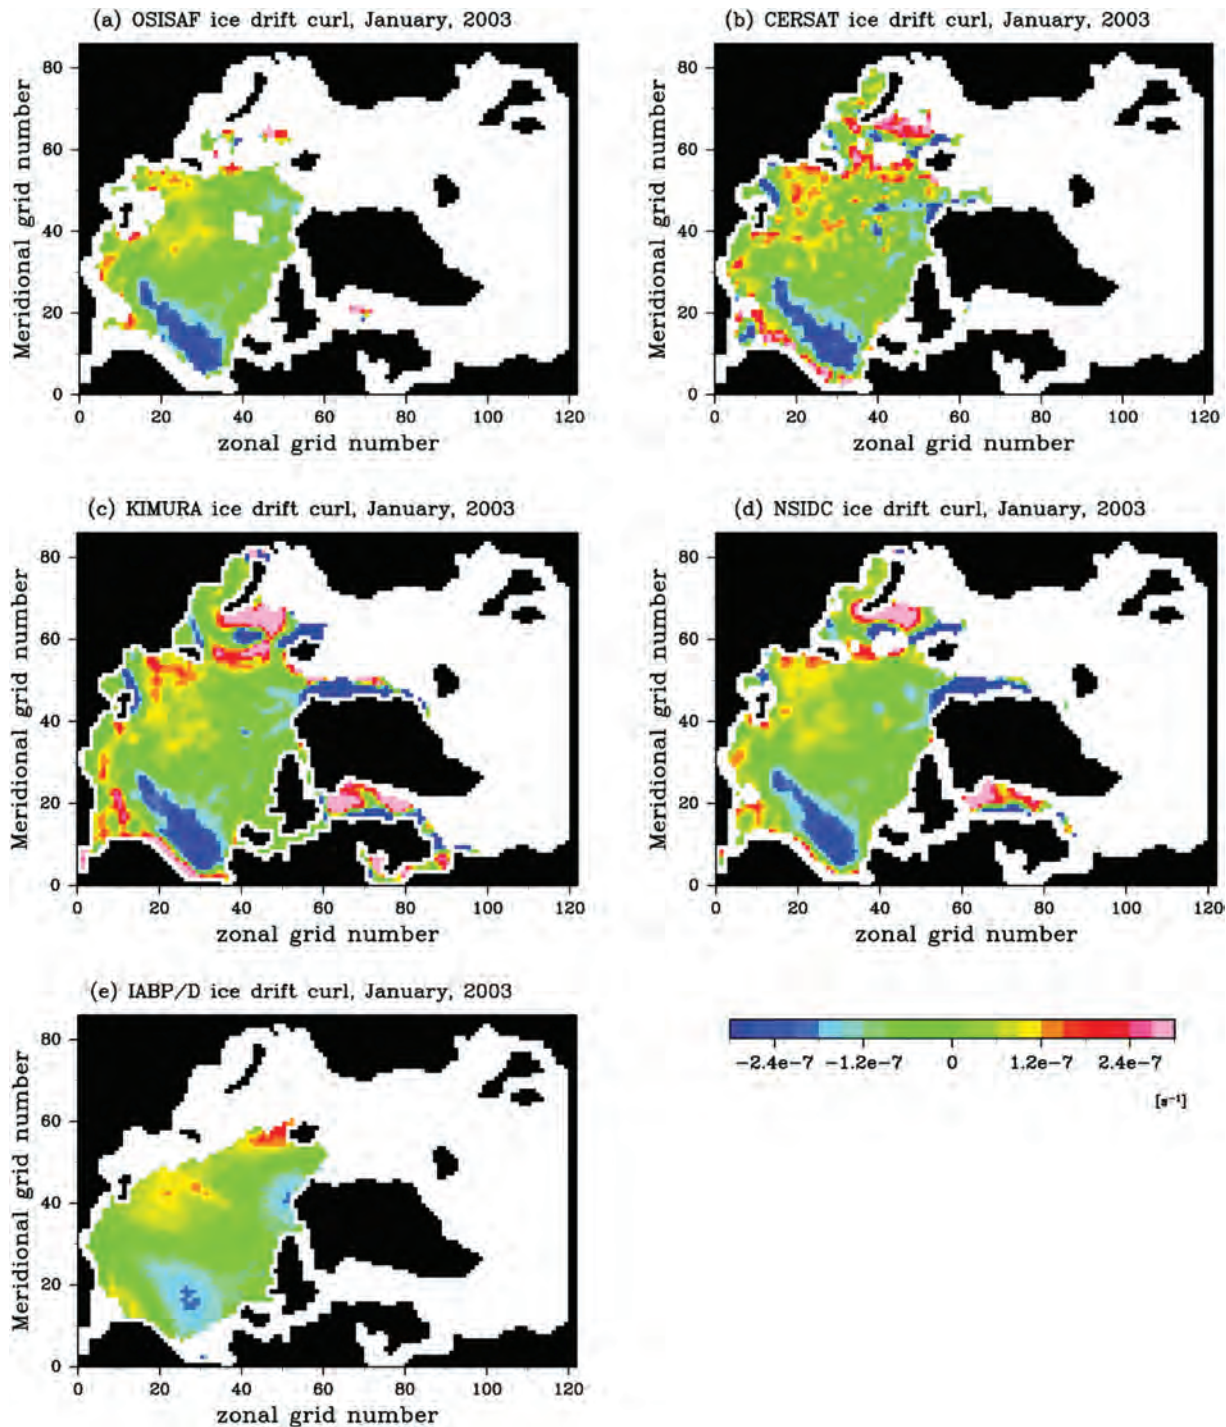 (a) OSISAF ice drift curl, January, 2003
Meridional grid number
80
60
40
20
0
0 20 40 60 80 100 120
zonal grid number
(b) CERSAT ice drift curl, January, 2003
Meridional grid number
80
60
40
20
0
0 20 40 60 80 100 120
zonal grid number
(c) KIMURA ice drift curl, January, 2003
Meridional grid number
80
60
40
20
0
0 20 40 60 80 100 120
zonal grid number
(d) NSIDC ice drift curl, January, 2003
Meridional grid number
80
60
40
20
0
0 20 40 60 80 100 120
zonal grid number
(e) IABP/D ice drift curl, January, 2003
Meridional grid number
80
60
40
20
0
0 20 40 60 80 100 120
zonal grid number
−2.4e−7 −1.2e−7 0 1.2e−7 2.4e−7
[s⁻¹]